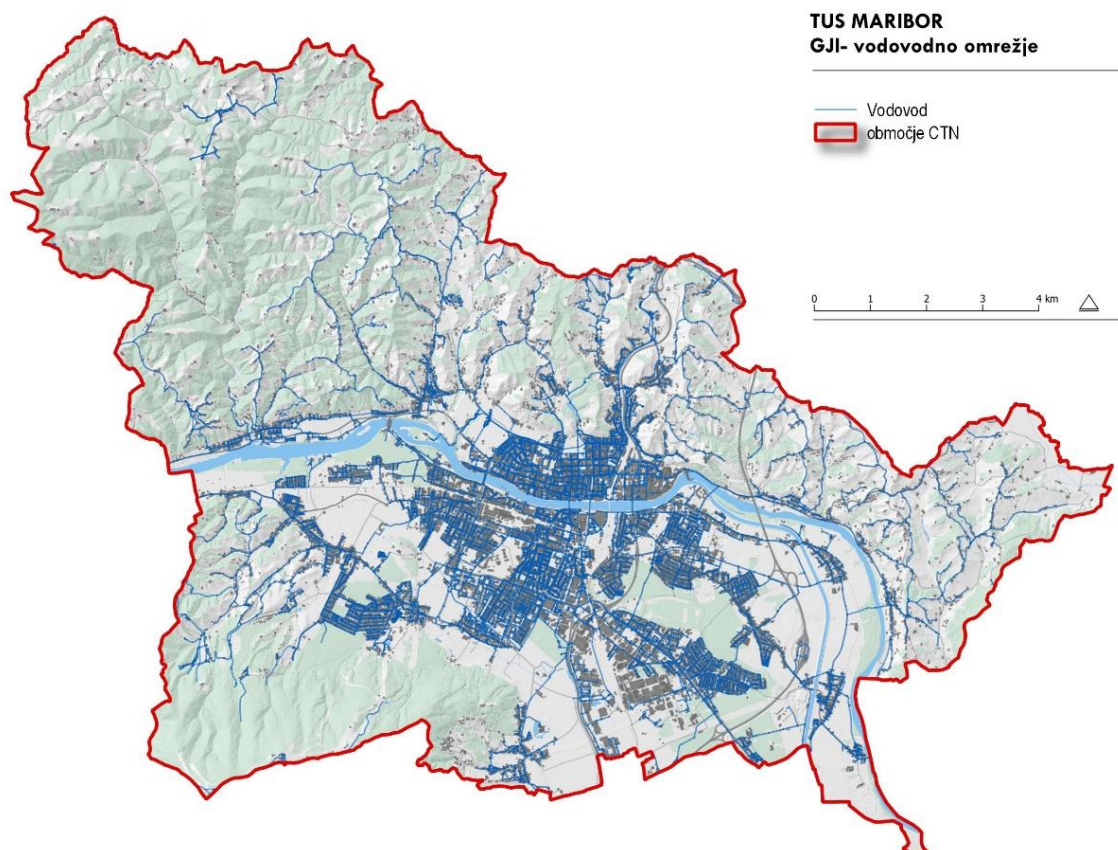 TUS MARIBOR
GJI- vodovodno omrežje
Vodovod
območje CTN
0 1 2 3 4 km